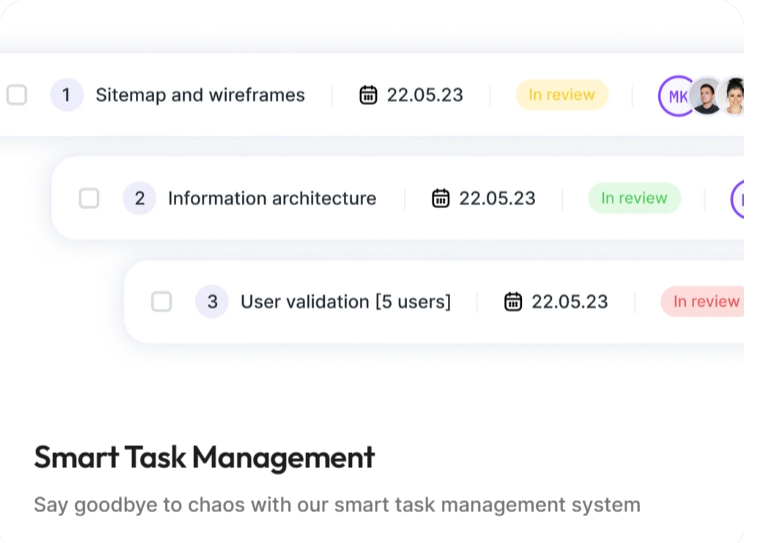 1 Sitemap and wireframes 22.05.23 In review MK
2 Information architecture 22.05.23 In review
3 User validation [5 users] 22.05.23 In review
Smart Task Management
Say goodbye to chaos with our smart task management system